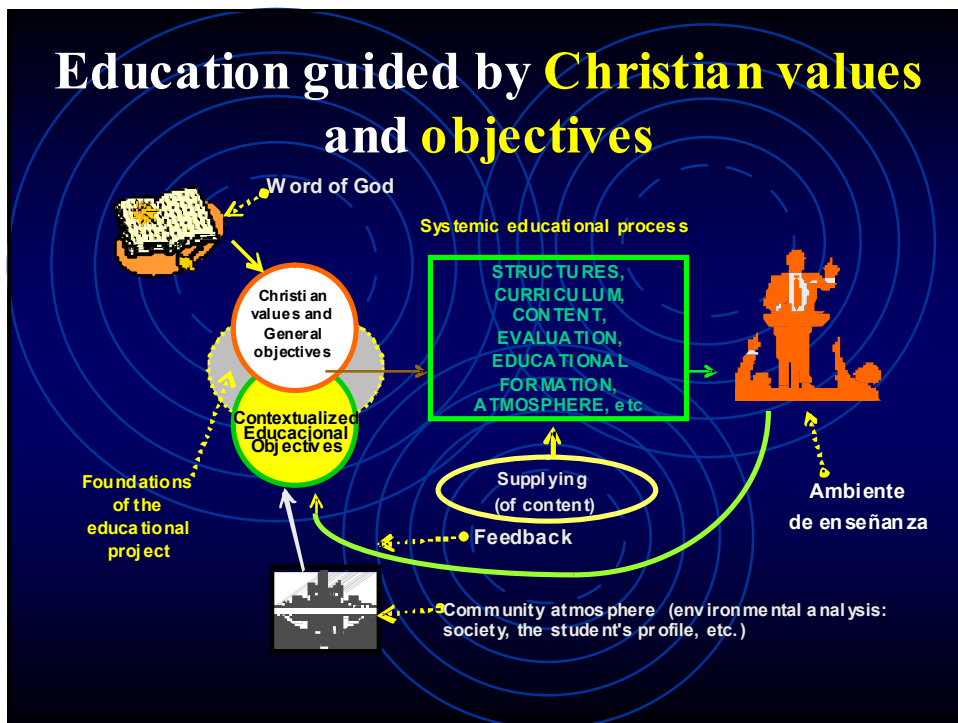 Education guided by Christian values
and objectives
Word of God
Systemic educational process
Christian
values and
General
objectives
STRUCTURES,
CURRICULUM,
CONTENT,
EVALUATION,
EDUCATIONAL
FORMATION,
ATMOSPHERE, etc
Contextualized
Educacional
Objectives
Foundations
of the
educational
project
Supplying
(of content)
Ambiente
de enseñanza
Feedback
Community atmosphere (environmental analysis:
society, the student's profile, etc.)